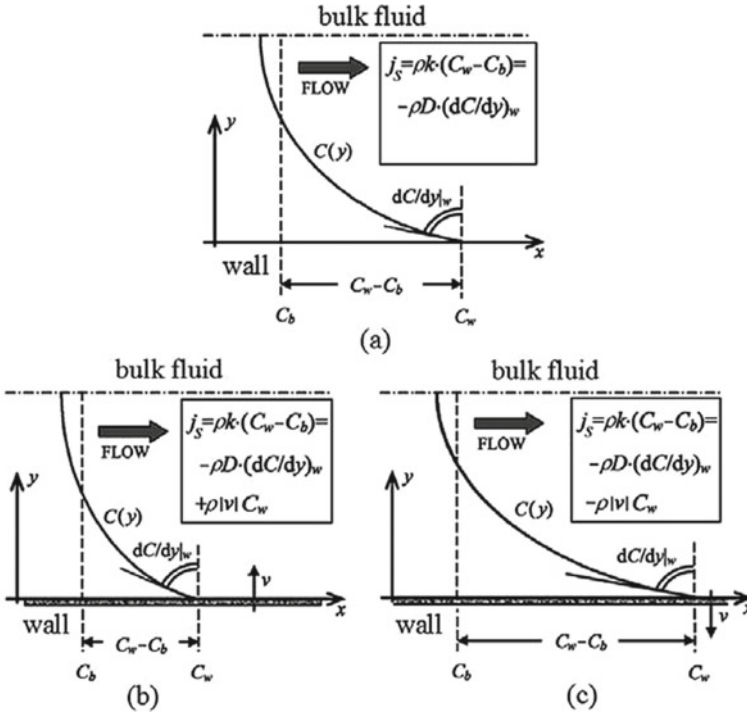 bulk fluid
j_S=ρk·(C_w−C_b)=
FLOW
−ρD·(dC/dy)_w
y
C(y)
dC/dy|_w
x
wall
C_w−C_b
C_b
C_w
(a)
bulk fluid
j_S=ρk·(C_w−C_b)=
FLOW
−ρD·(dC/dy)_w
y
+ρ|v|C_w
C(y)
dC/dy|_w
v
x
wall
C_w−C_b
C_b
C_w
(b)
bulk fluid
j_S=ρk·(C_w−C_b)=
FLOW
−ρD·(dC/dy)_w
y
−ρ|v|C_w
C(y)
dC/dy|_w
x
v
wall
C_w−C_b
C_b
C_w
(c)